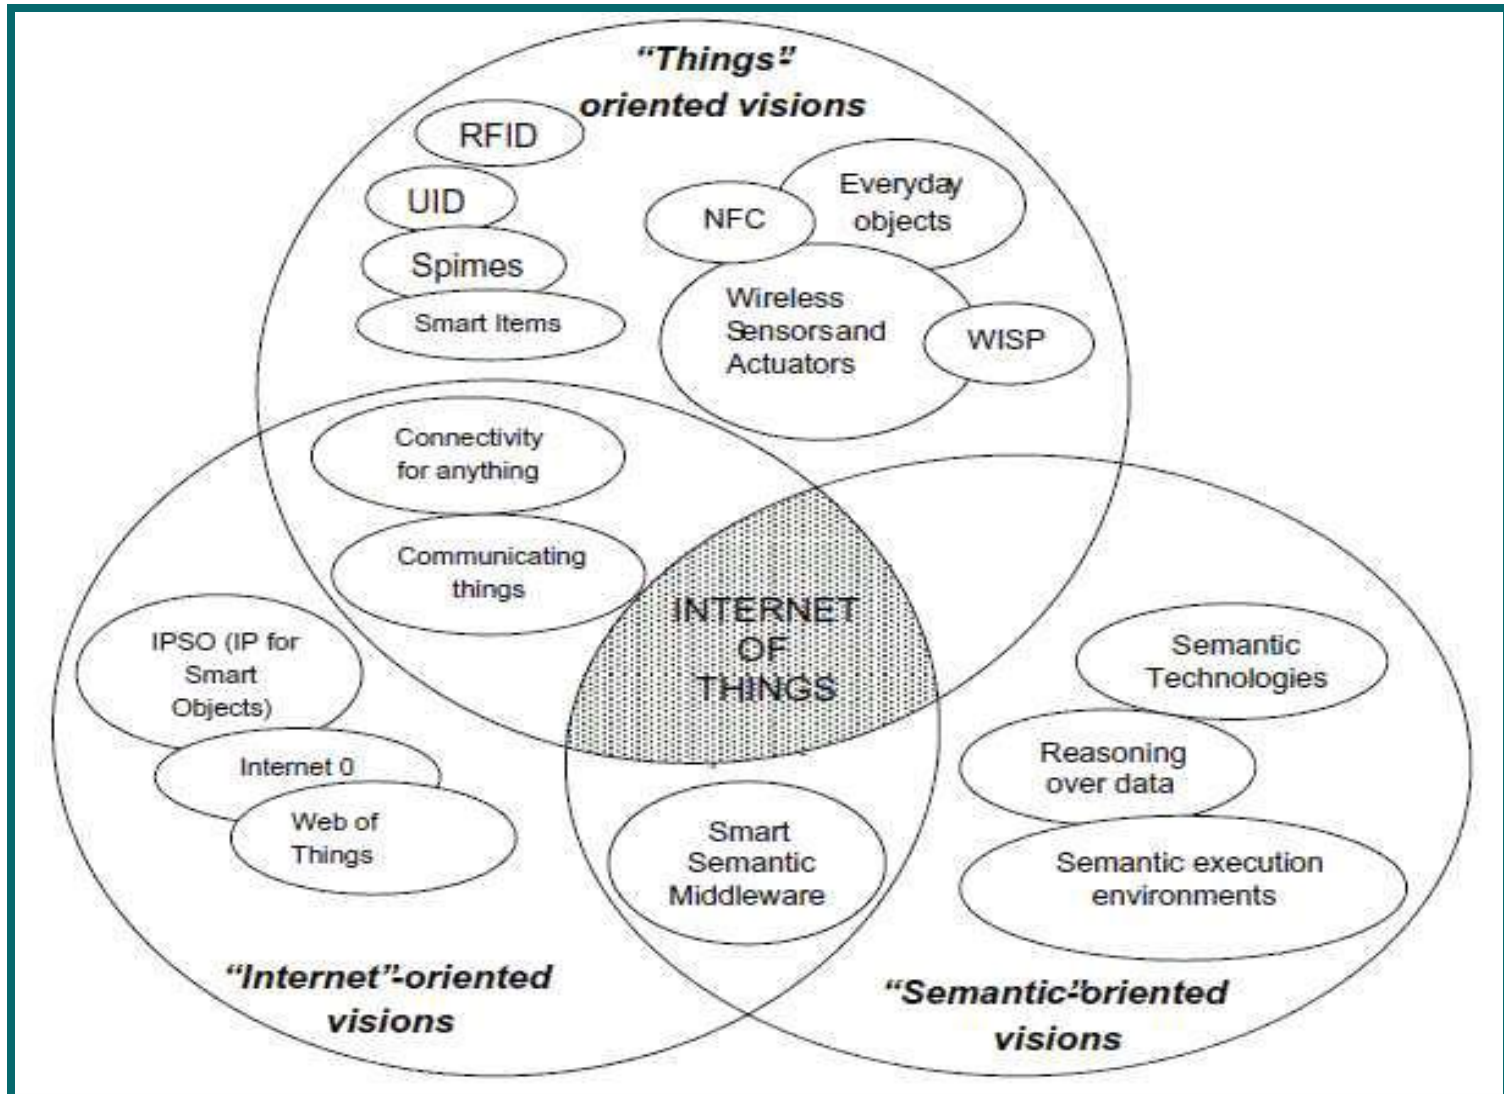 “Things”-
oriented visions
RFID
UID
Spimes
Smart Items
NFC
Everyday
objects
Wireless
Sensors and
Actuators
WISP
Connectivity
for anything
Communicating
things
INTERNET
OF
THINGS
IPSO (IP for
Smart
Objects)
Internet 0
Web of
Things
Semantic
Technologies
Reasoning
over data
Semantic execution
environments
Smart
Semantic
Middleware
“Internet”-oriented
visions
“Semantic”-oriented
visions